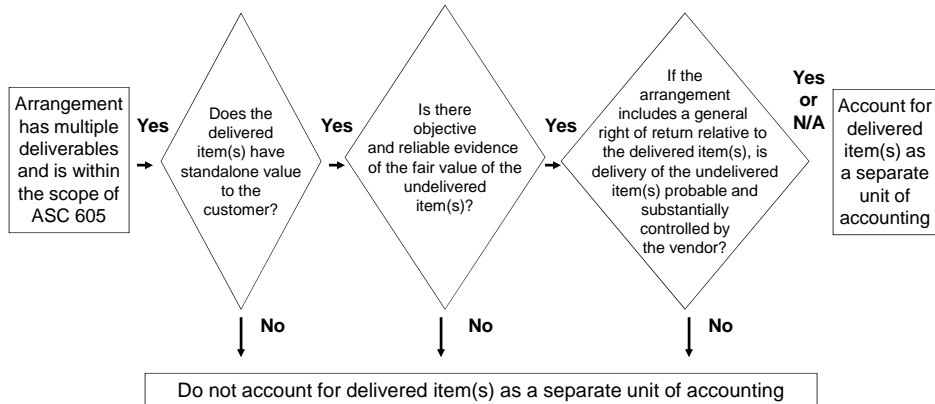 Arrangement
has multiple
deliverables
and is within
the scope of
ASC 605
Yes
Does the
delivered
item(s) have
standalone value
to the
customer?
Yes
Is there
objective
and reliable evidence
of the fair value of the
undelivered
item(s)?
Yes
If the
arrangement
includes a general
right of return relative to
the delivered item(s), is
delivery of the undelivered
item(s) probable and
substantially
controlled by
the vendor?
Yes
or
N/A
Account for
delivered
item(s) as
a separate
unit of
accounting
No
No
No
Do not account for delivered item(s) as a separate unit of accounting